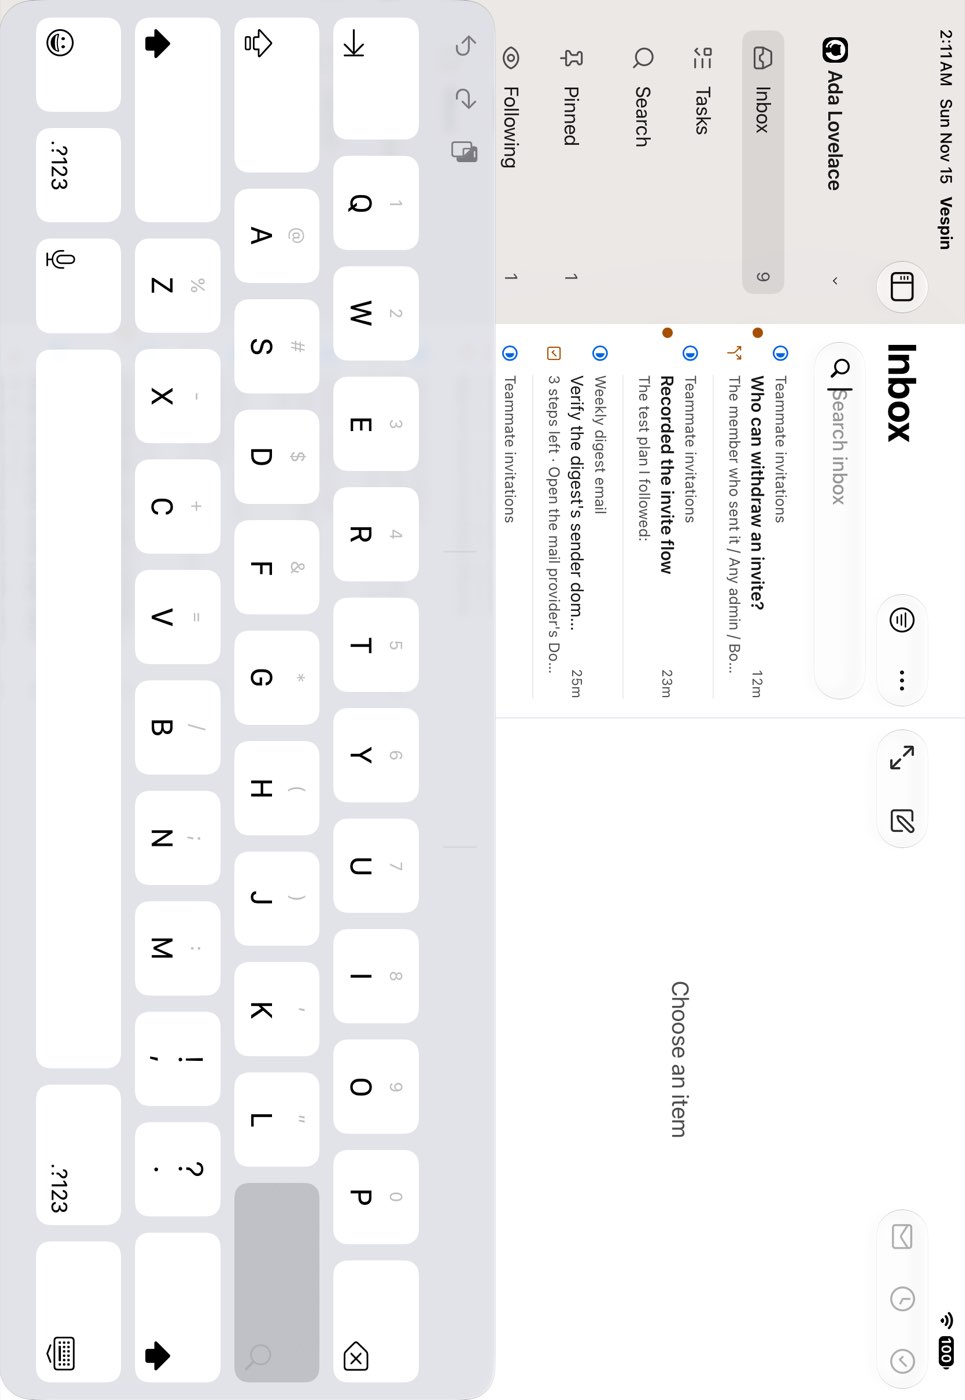 2:11 AM Sun Nov 15 Vespin
100
Ada Lovelace
Inbox 9
Tasks
Search
Pinned 1
Following 1
Inbox
Search inbox
Teammate invitations
Who can withdraw an invite? 12m
The member who sent it / Any admin / Bo...
Teammate invitations
Recorded the invite flow 23m
The test plan I followed:
Weekly digest email
Verify the digest's sender dom... 25m
3 steps left · Open the mail provider's Do...
Teammate invitations
Choose an item
1 2 3 4 5 6 7 8 9 0
Q W E R T Y U I O P
@ # $ & * ( ) ' "
A S D F G H J K L
% - + = / ; : ! ?
Z X C V B N M , .
.?123 .?123